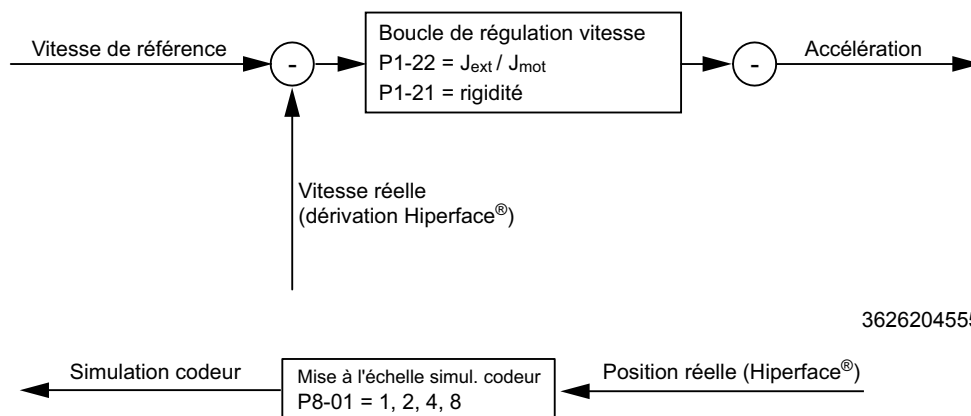 Vitesse de référence
-
Boucle de régulation vitesse
P1-22 = Jext / Jmot
P1-21 = rigidité
-
Accélération
Vitesse réelle
(dérivation Hiperface®)
3626204555
Simulation codeur
Mise à l'échelle simul. codeur
P8-01 = 1, 2, 4, 8
Position réelle (Hiperface®)